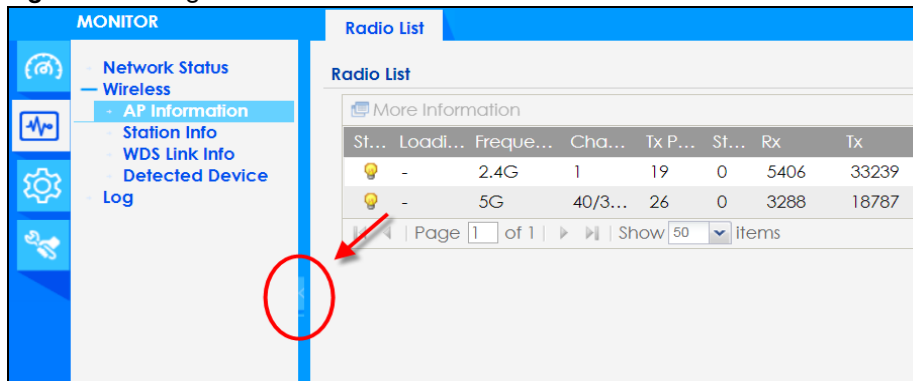 MONITOR
Network Status
Wireless
AP Information
Station Info
WDS Link Info
Detected Device
Log
Radio List
Radio List
More Information
St... Loadi... Freque... Cha... Tx P... St... Rx Tx
- 2.4G 1 19 0 5406 33239
- 5G 40/3... 26 0 3288 18787
Page 1 of 1 Show 50 items